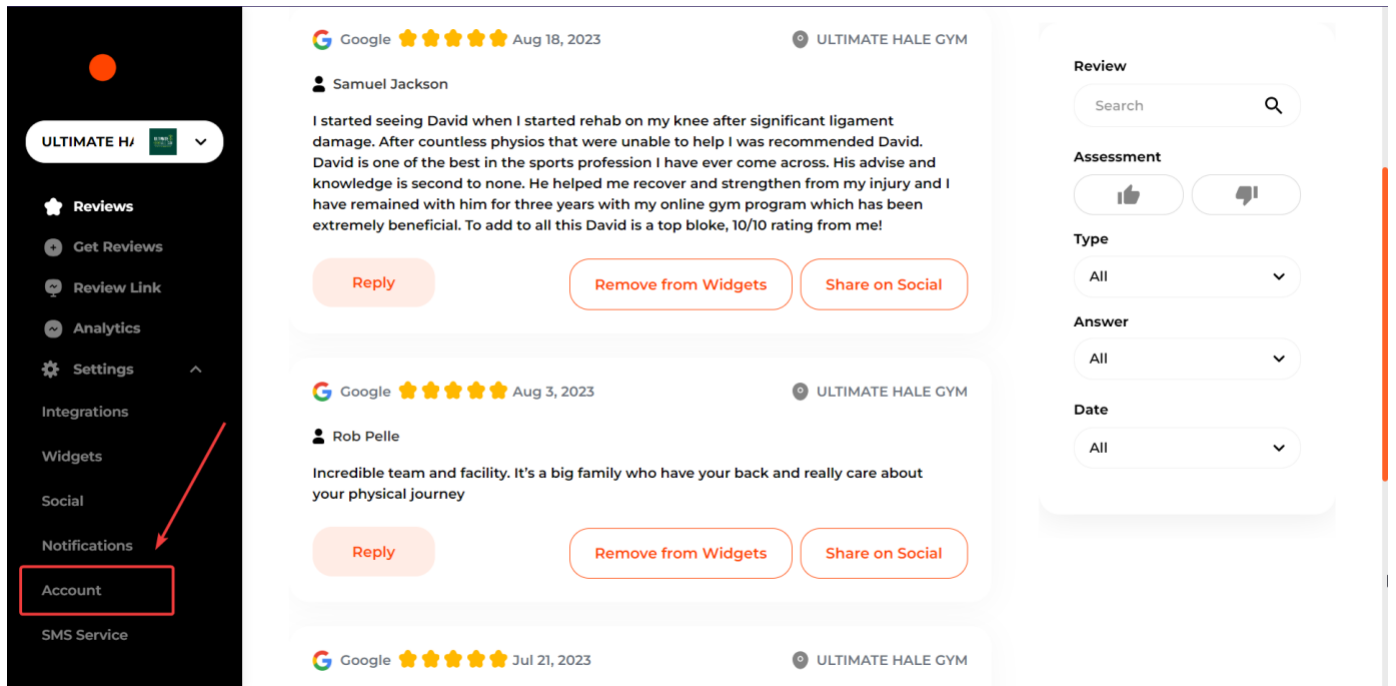 ULTIMATE HA
Reviews
Get Reviews
Review Link
Analytics
Settings
Integrations
Widgets
Social
Notifications
Account
SMS Service
Google Aug 18, 2023 ULTIMATE HALE GYM
Samuel Jackson
I started seeing David when I started rehab on my knee after significant ligament
damage. After countless physios that were unable to help I was recommended David.
David is one of the best in the sports profession I have ever come across. His advise and
knowledge is second to none. He helped me recover and strengthen from my injury and I
have remained with him for three years with my online gym program which has been
extremely beneficial. To add to all this David is a top bloke, 10/10 rating from me!
Reply Remove from Widgets Share on Social
Google Aug 3, 2023 ULTIMATE HALE GYM
Rob Pelle
Incredible team and facility. It’s a big family who have your back and really care about
your physical journey
Reply Remove from Widgets Share on Social
Google Jul 21, 2023 ULTIMATE HALE GYM
Review
Search
Assessment
Type
All
Answer
All
Date
All